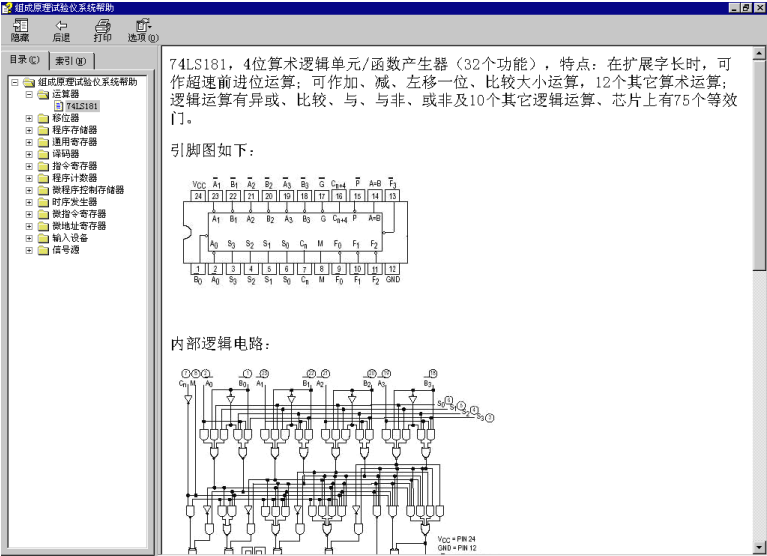 组成原理试验仪系统帮助
隐藏 后退 打印 选项(O)
目录(C) 索引(N)
组成原理试验仪系统帮助
运算器
74LS181
移位器
程序存储器
通用寄存器
译码器
指令寄存器
程序计数器
微程序控制存储器
时序发生器
微指令寄存器
微地址寄存器
输入设备
信号源
74LS181，4位算术逻辑单元/函数产生器（32个功能），特点：在扩展字长时，可
作超速前进位运算；可作加、减、左移一位、比较大小运算，12个其它算术运算；
逻辑运算有异或、比较、与、与非、或非及10个其它逻辑运算、芯片上有75个等效
门。
引脚图如下：
VCC A1 B1 A2 B2 A3 B3 G Cn+4 P A=B F3
24 23 22 21 20 19 18 17 16 15 14 13
A1 B1 A2 B2 A3 B3 G Cn+4 P A=B
A0 S3 S2 S1 S0 Cn M F0 F1 F2
1 2 3 4 5 6 7 8 9 10 11 12
B0 A0 S3 S2 S1 S0 Cn M F0 F1 F2 GND
内部逻辑电路：
Cn M A0 B0 A1 B1 A2 B2 A3 B3
S0 S1 S2 S3
VCC = PIN 24
GND = PIN 12